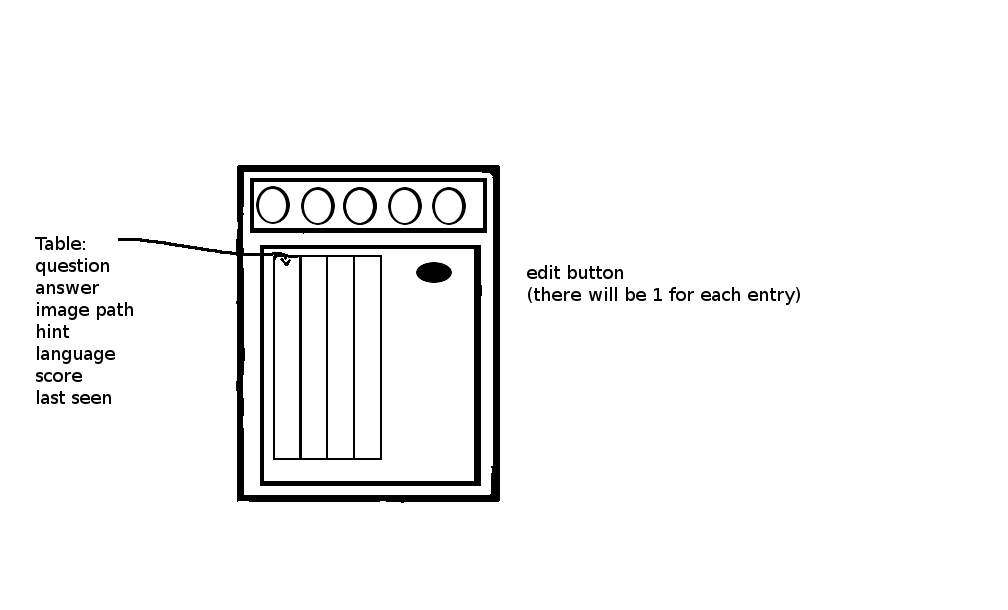 Table:
question
answer
image path
hint
language
score
last seen
edit button
(there will be 1 for each entry)